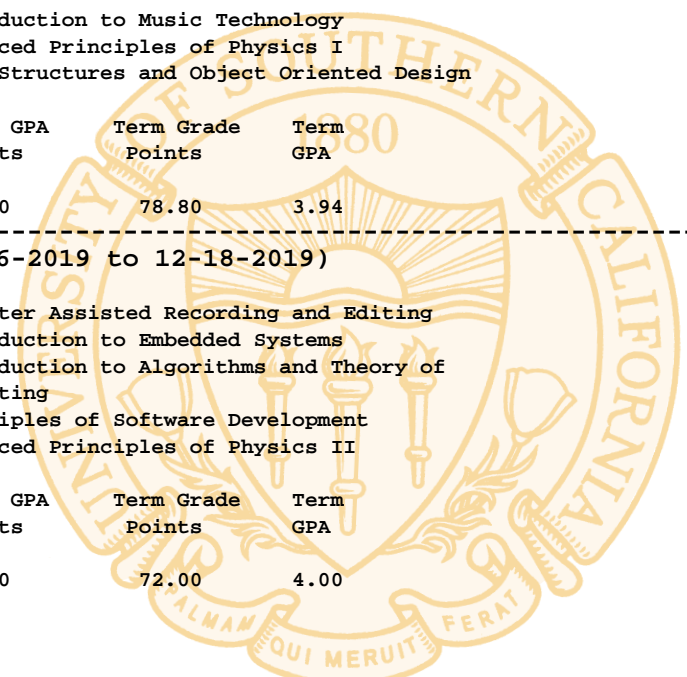 duction to Music Technology
ced Principles of Physics I
Structures and Object Oriented Design
GPA Term Grade Term
ts Points GPA
0 78.80 3.94
6-2019 to 12-18-2019)
ter Assisted Recording and Editing
duction to Embedded Systems
duction to Algorithms and Theory of
ting
iples of Software Development
ced Principles of Physics II
GPA Term Grade Term
ts Points GPA
0 72.00 4.00
UNIVERSITY OF SOUTHERN CALIFORNIA
1880
PALMAM QUI MERUIT FERAT